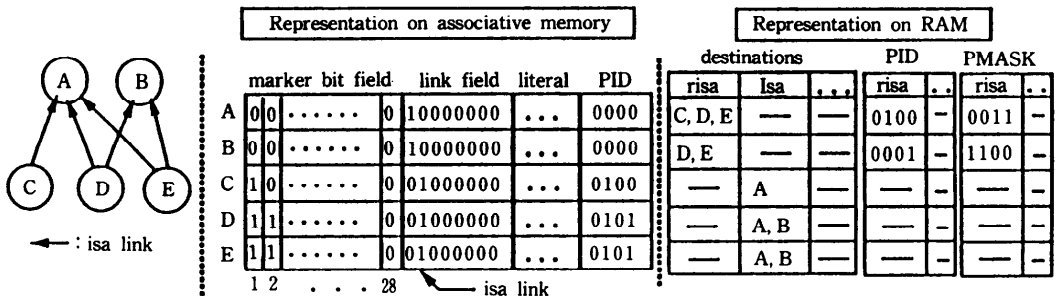 Representation on associative memory
Representation on RAM
A B
C D E
: isa link
marker bit field link field literal PID
A 0 0 ...... 0 10000000 ... 0000
B 0 0 ...... 0 10000000 ... 0000
C 1 0 ...... 0 01000000 ... 0100
D 1 1 ...... 0 01000000 ... 0101
E 1 1 ...... 0 01000000 ... 0101
1 2 . . . 28
isa link
destinations PID PMASK
risa Isa ... risa .. risa ..
C, D, E — — 0100 – 0011 –
D, E — — 0001 – 1100 –
— A — — – — –
— A, B — — – — –
— A, B — — – — –